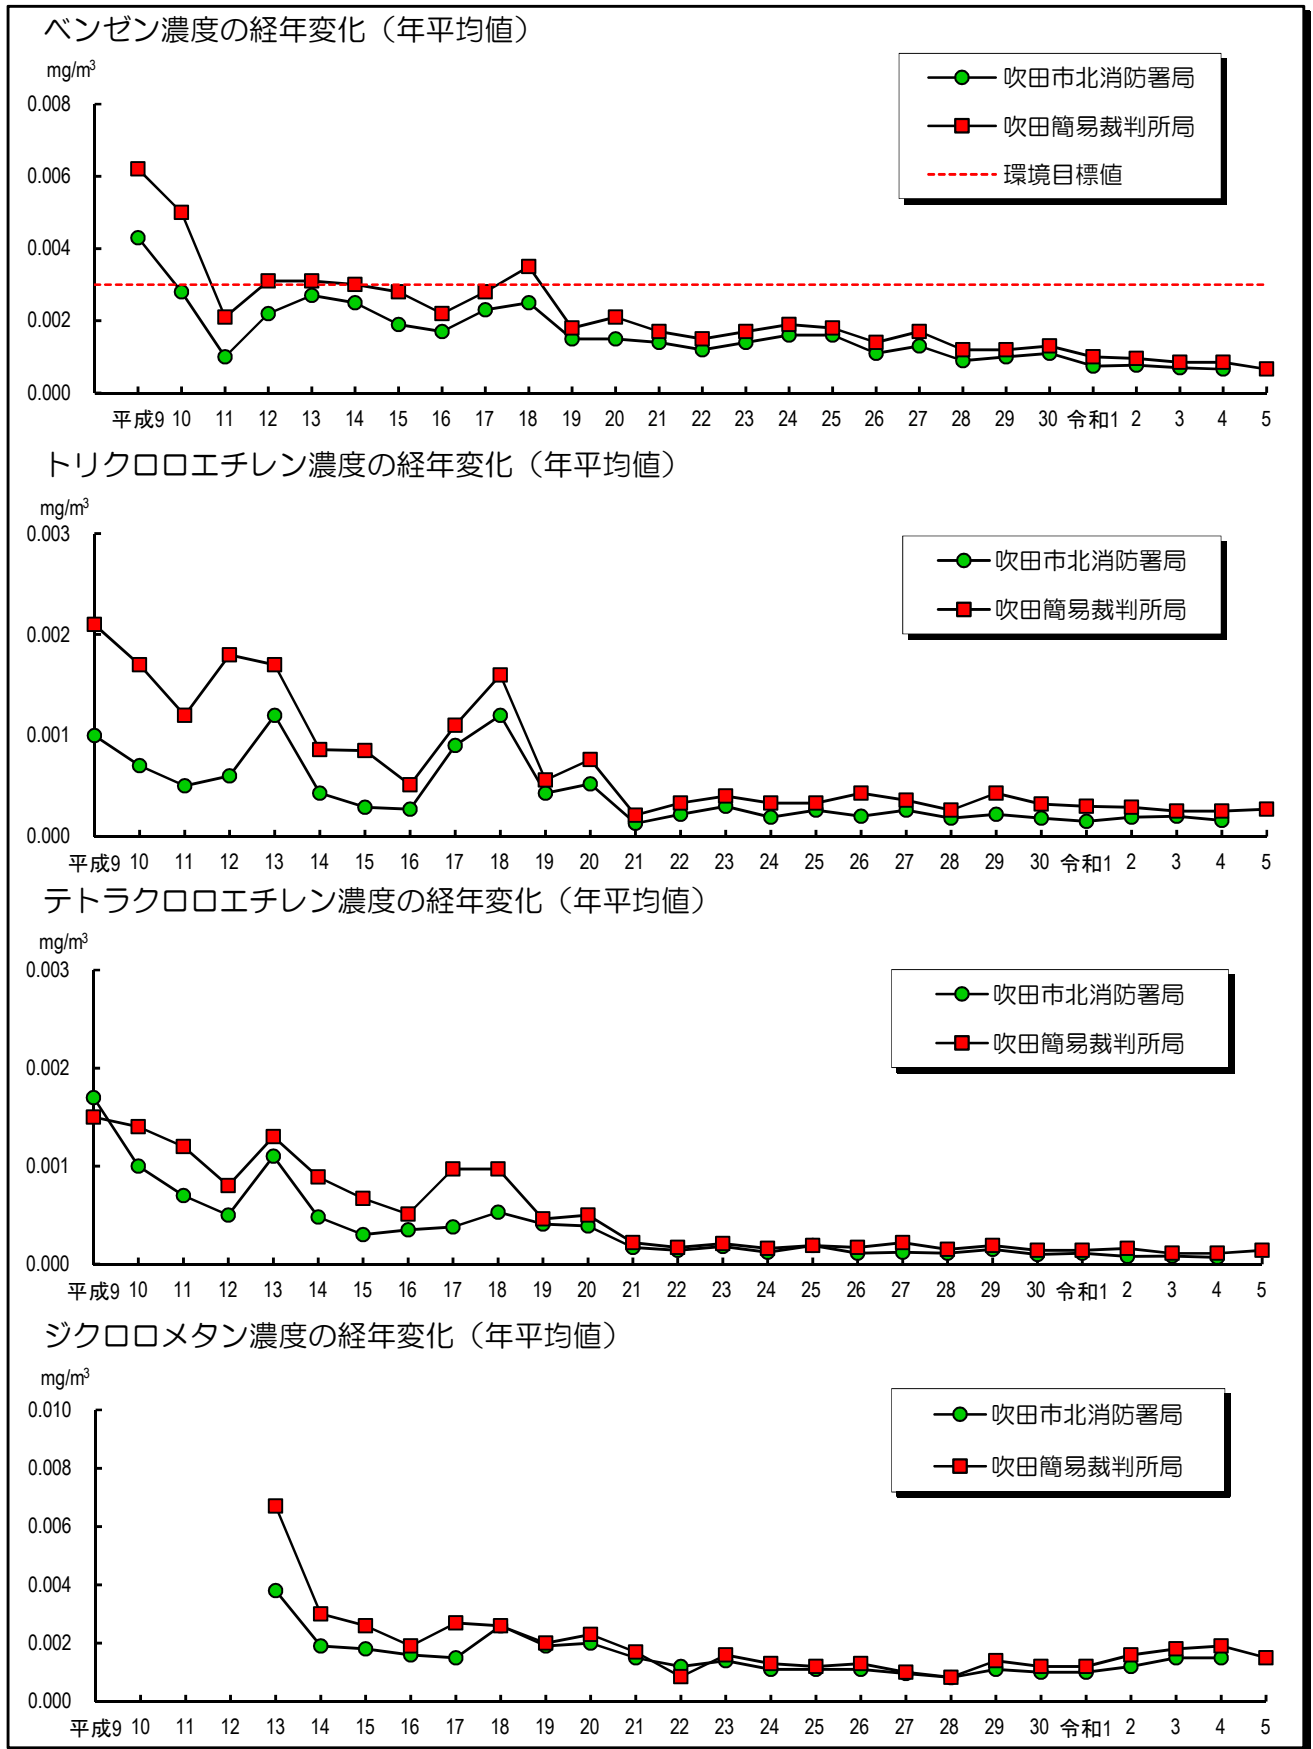 ベンゼン濃度の経年変化（年平均値）
mg/m³
0.008
0.006
0.004
0.002
0.000
吹田市北消防署局
吹田簡易裁判所局
環境目標値
平成9 10 11 12 13 14 15 16 17 18 19 20 21 22 23 24 25 26 27 28 29 30 令和1 2 3 4 5
トリクロロエチレン濃度の経年変化（年平均値）
mg/m³
0.003
0.002
0.001
0.000
吹田市北消防署局
吹田簡易裁判所局
平成9 10 11 12 13 14 15 16 17 18 19 20 21 22 23 24 25 26 27 28 29 30 令和1 2 3 4 5
テトラクロロエチレン濃度の経年変化（年平均値）
mg/m³
0.003
0.002
0.001
0.000
吹田市北消防署局
吹田簡易裁判所局
平成9 10 11 12 13 14 15 16 17 18 19 20 21 22 23 24 25 26 27 28 29 30 令和1 2 3 4 5
ジクロロメタン濃度の経年変化（年平均値）
mg/m³
0.010
0.008
0.006
0.004
0.002
0.000
吹田市北消防署局
吹田簡易裁判所局
平成9 10 11 12 13 14 15 16 17 18 19 20 21 22 23 24 25 26 27 28 29 30 令和1 2 3 4 5